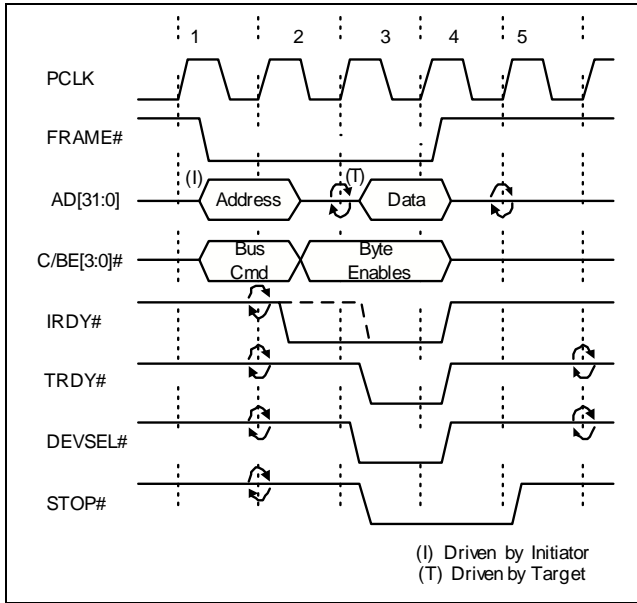 1 2 3 4 5
PCLK
FRAME#
(I) (T)
AD[31:0] Address Data
C/BE[3:0]# Bus Cmd Byte Enables
IRDY#
TRDY#
DEVSEL#
STOP#
(I) Driven by Initiator
(T) Driven by Target